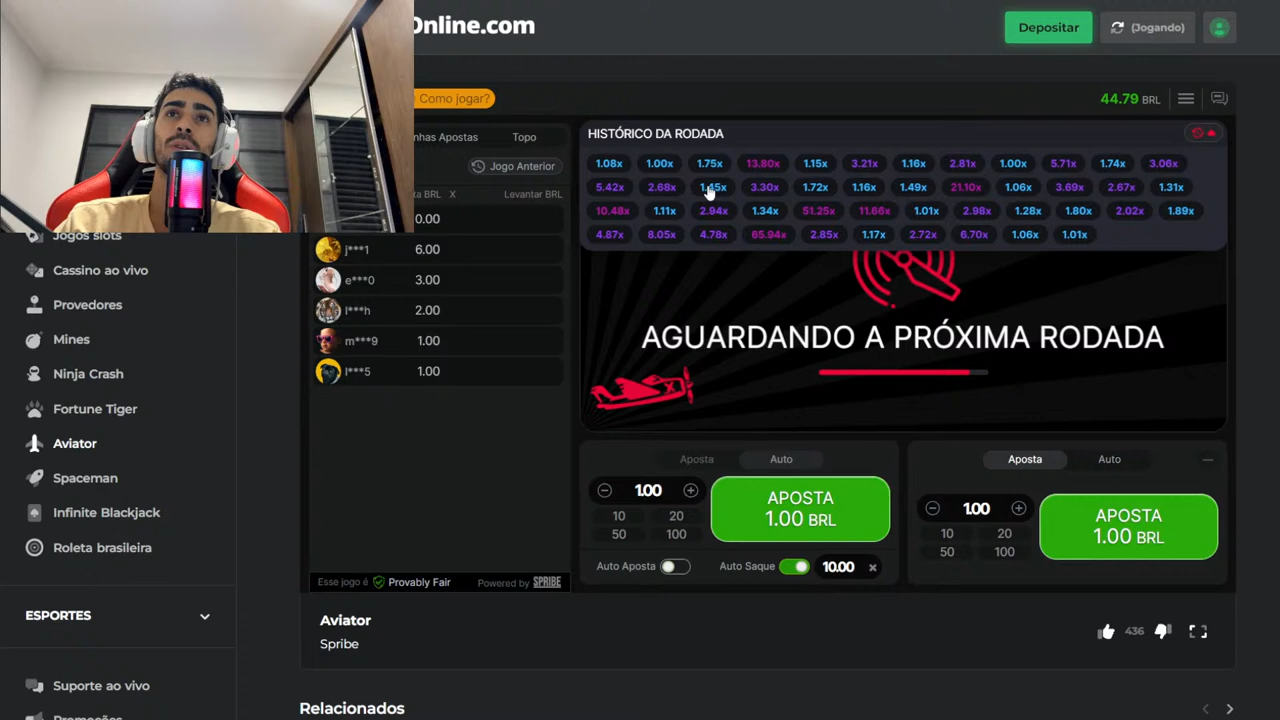 Online.com
Depositar
(Jogando)
Como jogar?
44.79 BRL
nhas Apostas
Topo
HISTÓRICO DA RODADA
1.08x 1.00x 1.75x 13.80x 1.15x 3.21x 1.16x 2.81x 1.00x 5.71x 1.74x 3.06x
5.42x 2.68x 1.45x 3.30x 1.72x 1.16x 1.49x 21.10x 1.06x 3.69x 2.67x 1.31x
10.48x 1.11x 2.94x 1.34x 51.25x 11.66x 1.01x 2.98x 1.28x 1.80x 2.02x 1.89x
4.87x 8.05x 4.78x 65.94x 2.85x 1.17x 2.72x 6.70x 1.06x 1.01x
Jogo Anterior
BRL X Levantar BRL
0.00
j***1 6.00
e***0 3.00
l***h 2.00
m***9 1.00
l***5 1.00
Jogos slots
Cassino ao vivo
Provedores
Mines
Ninja Crash
Fortune Tiger
Aviator
Spaceman
Infinite Blackjack
Roleta brasileira
ESPORTES
Suporte ao vivo
AGUARDANDO A PRÓXIMA RODADA
Aposta Auto
1.00
10 20
50 100
APOSTA
1.00 BRL
Auto Aposta
Auto Saque
10.00 x
Aposta Auto
1.00
10 20
50 100
APOSTA
1.00 BRL
Esse jogo é Provably Fair
Powered by SPRIBE
Aviator
Spribe
436
Relacionados